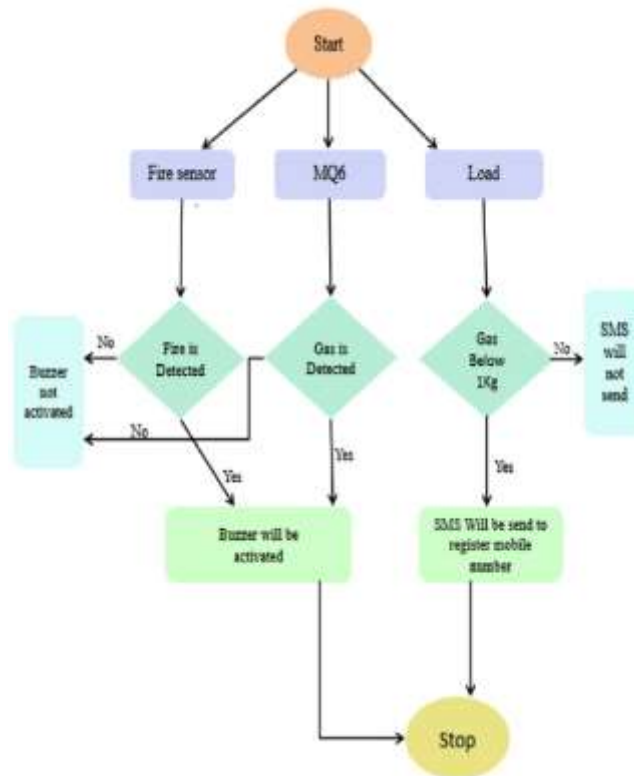 Start
Fire sensor
MQ6
Load
No
Fire is
Detected
Gas is
Detected
Gas
Below
1Kg
No
SMS
will
not
send
Buzzer
not
activated
No
Yes
Yes
Yes
Buzzer will be
activated
SMS Will be send to
register mobile
number
Stop